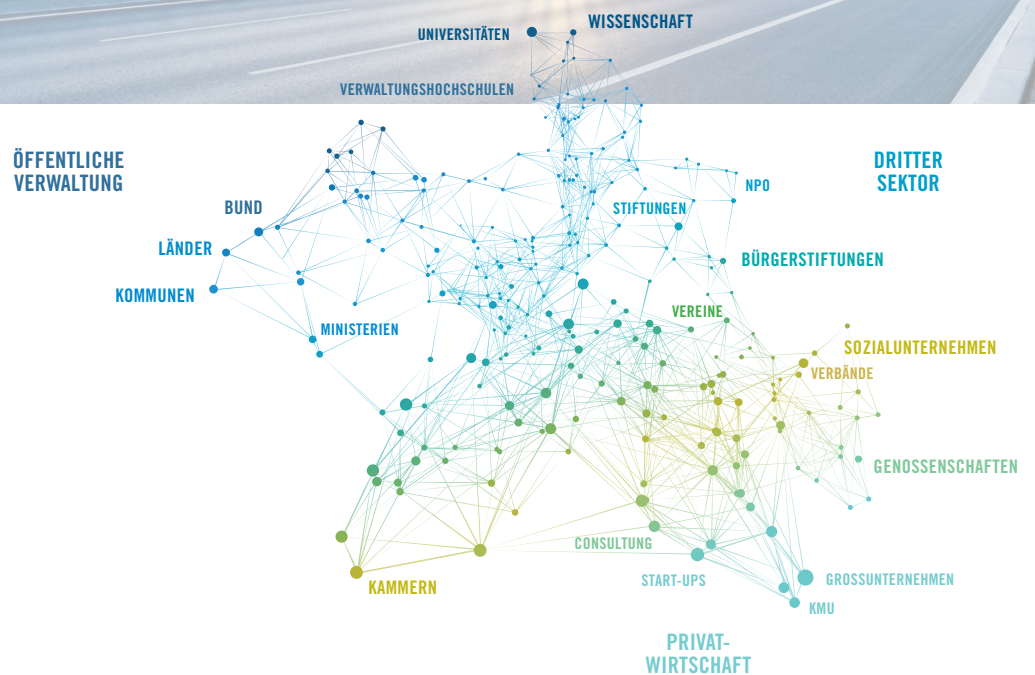 WISSENSCHAFT
UNIVERSITÄTEN
VERWALTUNGSHOCHSCHULEN
ÖFFENTLICHE
VERWALTUNG
DRITTER
SEKTOR
NPO
BUND
STIFTUNGEN
LÄNDER
BÜRGERSTIFTUNGEN
KOMMUNEN
VEREINE
MINISTERIEN
SOZIALUNTERNEHMEN
VERBÄNDE
GENOSSENSCHAFTEN
CONSULTUNG
START-UPS
GROSSUNTERNEHMEN
KAMMERN
KMU
PRIVAT-
WIRTSCHAFT